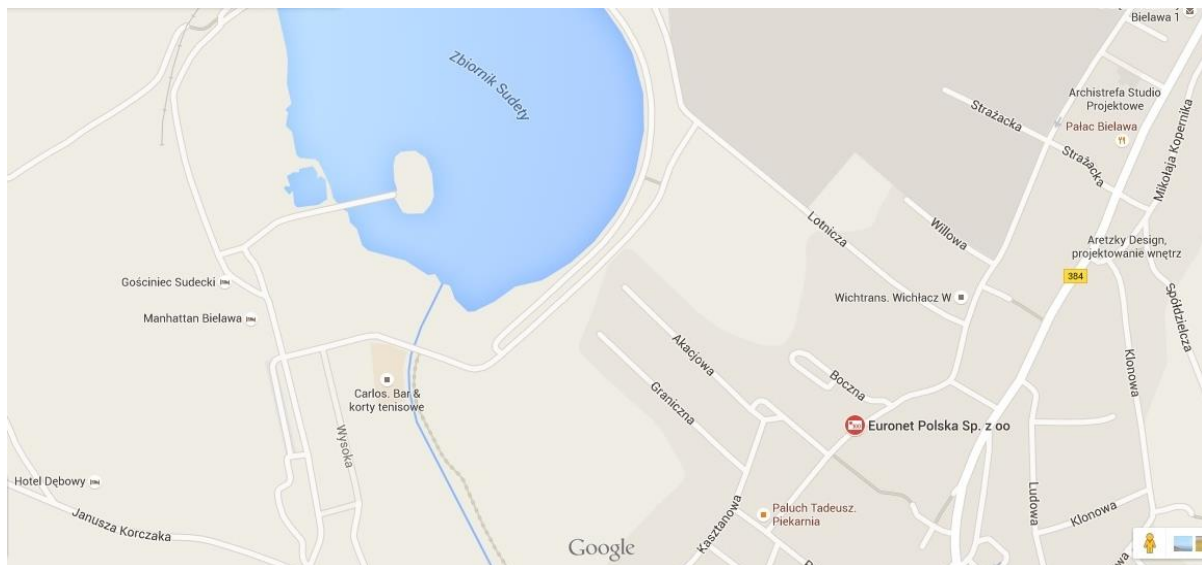 Bielawa 1
Zbiornik Sudety
Archistrefa Studio
Projektowe
Strażacka
Pałac Bielawa
Strażacka
Mikołaja Kopernika
Lotnicza
Willowa
Aretzky Design,
projektowanie wnętrz
384
Gościniec Sudecki
Wichtrans. Wichłacz W
Spółdzielcza
Manhattan Bielawa
Akacjowa
Klonowa
Boczna
Graniczna
Carlos. Bar &
korty tenisowe
Euronet Polska Sp. z oo
Wysoka
Hotel Dębowy
Ludowa
Paluch Tadeusz.
Piekarnia
Klonowa
Janusza Korczaka
Kasztanowa
Google